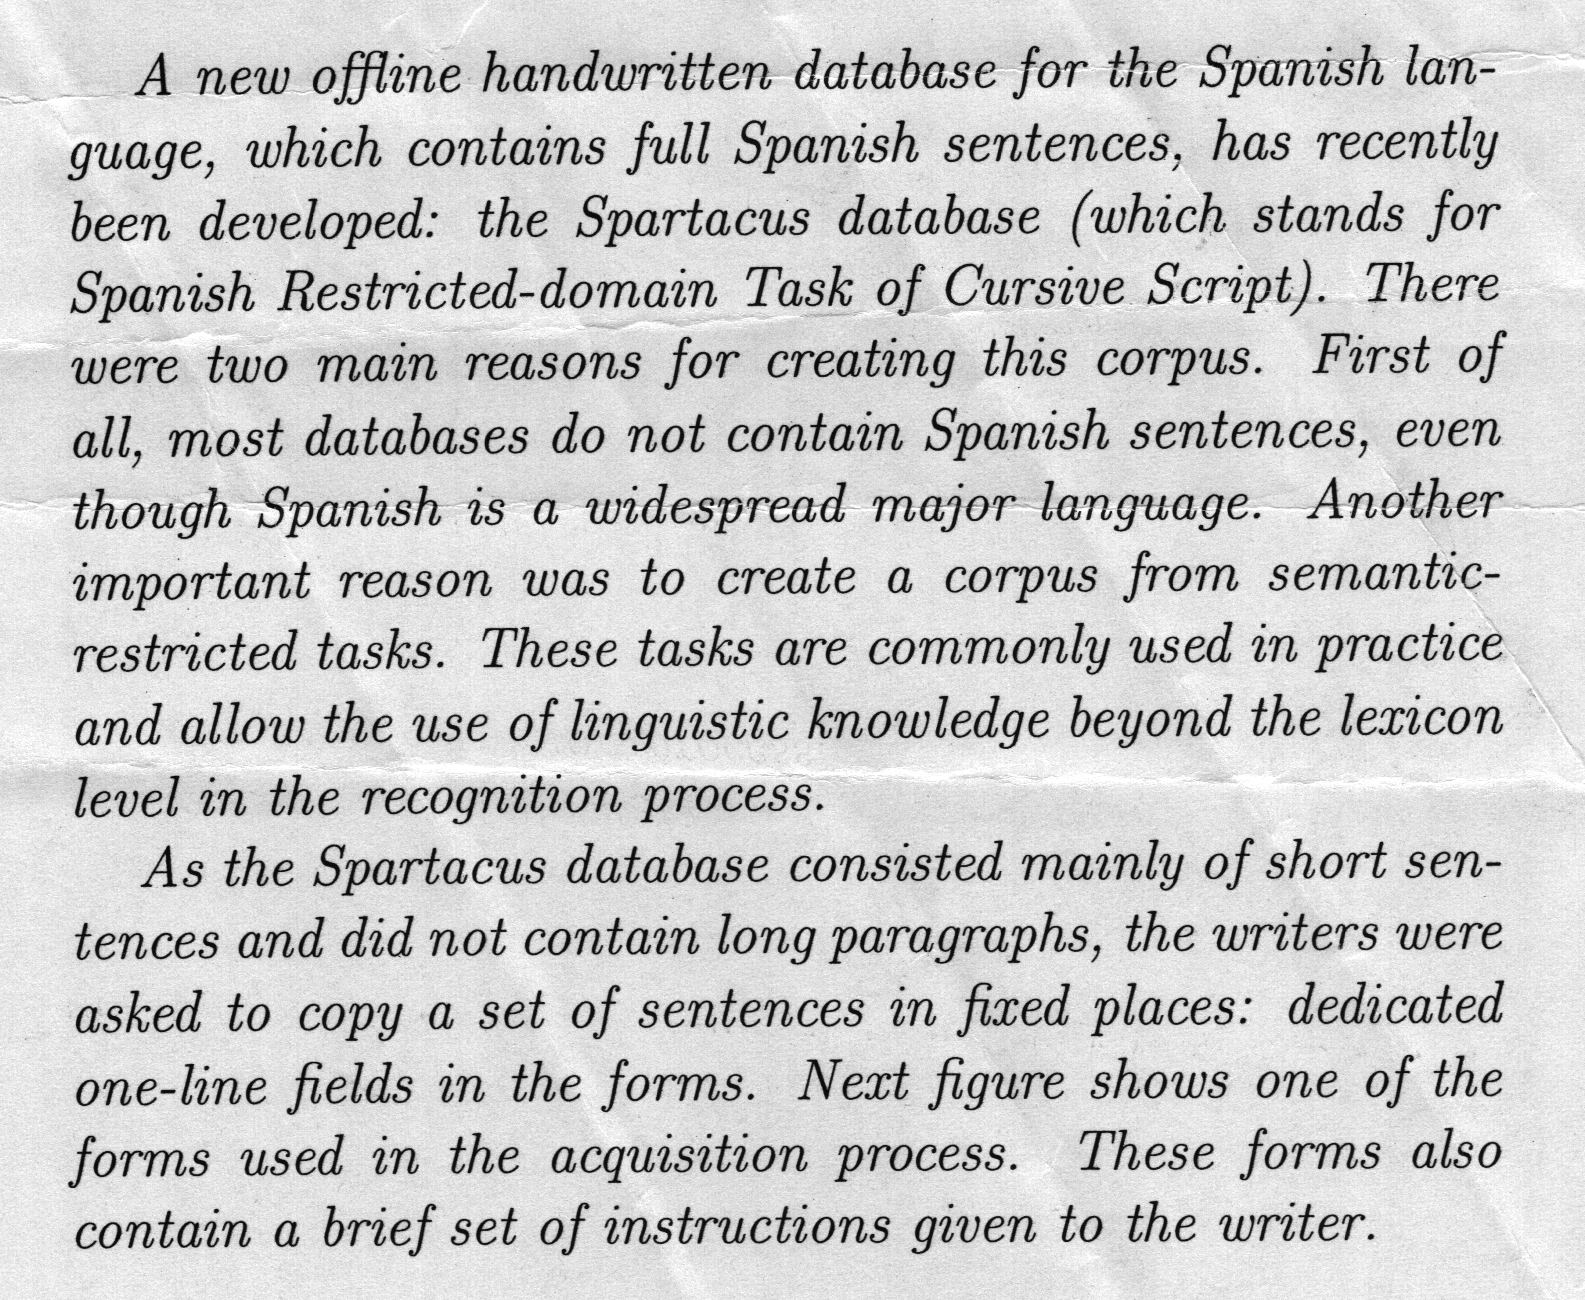 A new offline handwritten database for the Spanish lan-
guage, which contains full Spanish sentences, has recently
been developed: the Spartacus database (which stands for
Spanish Restricted-domain Task of Cursive Script). There
were two main reasons for creating this corpus. First of
all, most databases do not contain Spanish sentences, even
though Spanish is a widespread major language. Another
important reason was to create a corpus from semantic-
restricted tasks. These tasks are commonly used in practice
and allow the use of linguistic knowledge beyond the lexicon
level in the recognition process.
As the Spartacus database consisted mainly of short sen-
tences and did not contain long paragraphs, the writers were
asked to copy a set of sentences in fixed places: dedicated
one-line fields in the forms. Next figure shows one of the
forms used in the acquisition process. These forms also
contain a brief set of instructions given to the writer.